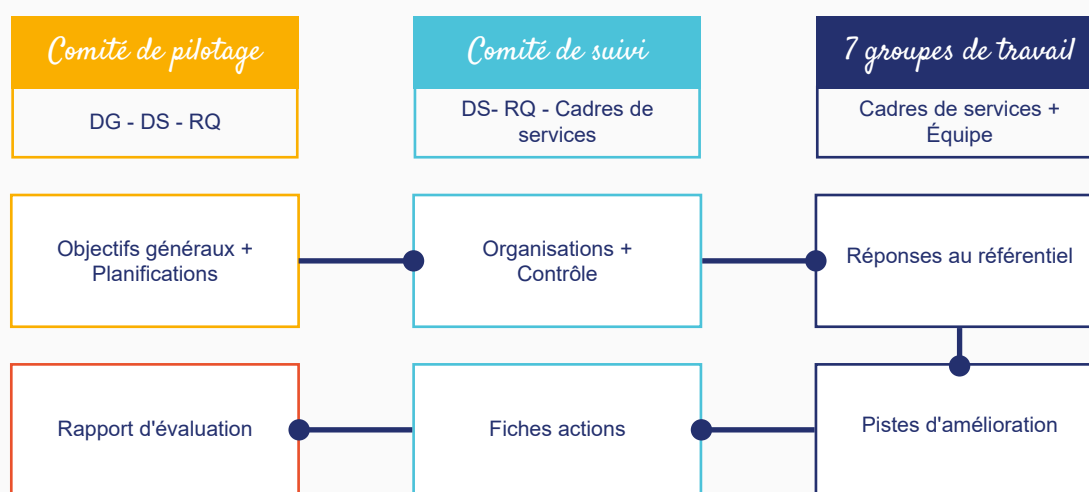 Comité de pilotage
DG - DS - RQ
Comité de suivi
DS- RQ - Cadres de
services
7 groupes de travail
Cadres de services +
Équipe
Objectifs généraux +
Planifications
Organisations +
Contrôle
Réponses au référentiel
Rapport d'évaluation
Fiches actions
Pistes d'amélioration